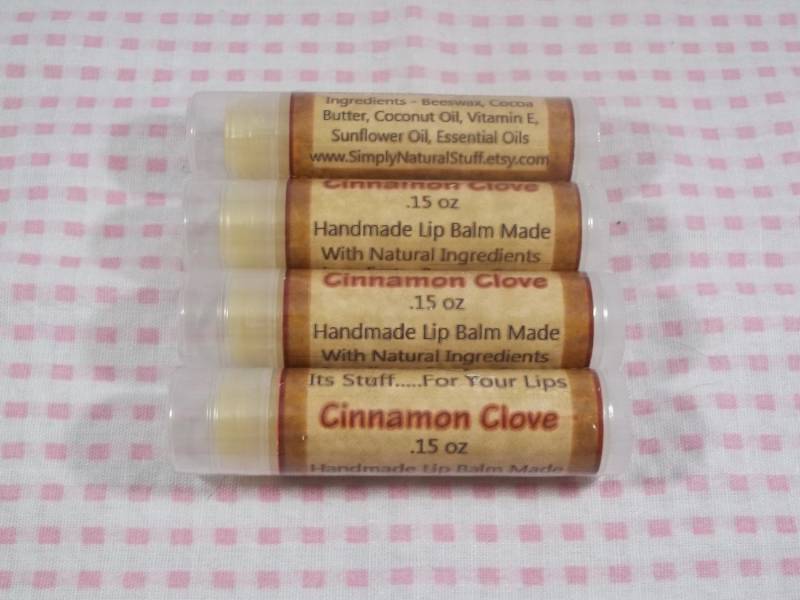 Ingredients - Beeswax, Cocoa
Butter, Coconut Oil, Vitamin E,
Sunflower Oil, Essential Oils
www.SimplyNaturalStuff.etsy.com
Cinnamon Clove
.15 oz
Handmade Lip Balm Made
With Natural Ingredients
Cinnamon Clove
.15 oz
Handmade Lip Balm Made
With Natural Ingredients
Its Stuff.....For Your Lips
Cinnamon Clove
.15 oz
Handmade Lip Balm Made